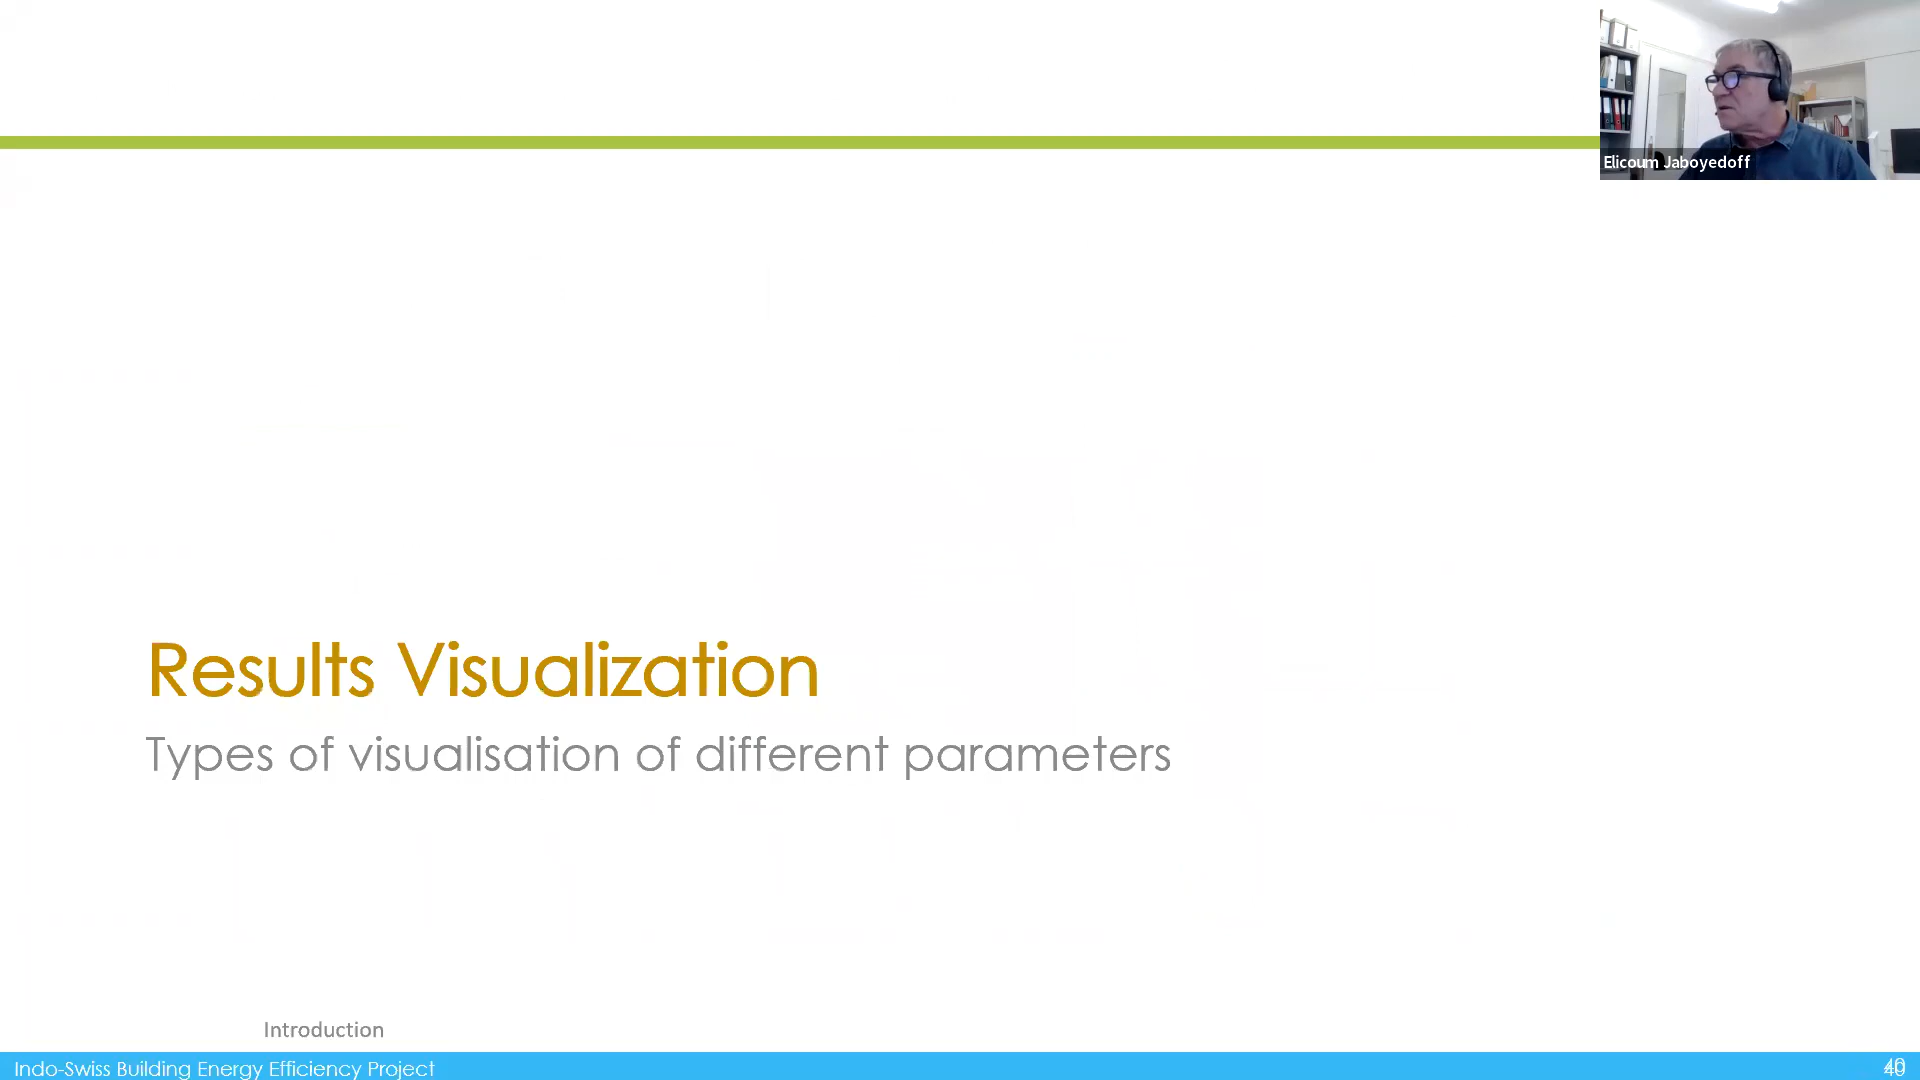 Elicoum Jaboyedoff
Results Visualization
Types of visualisation of different parameters
Introduction
Indo-Swiss Building Energy Efficiency Project
40